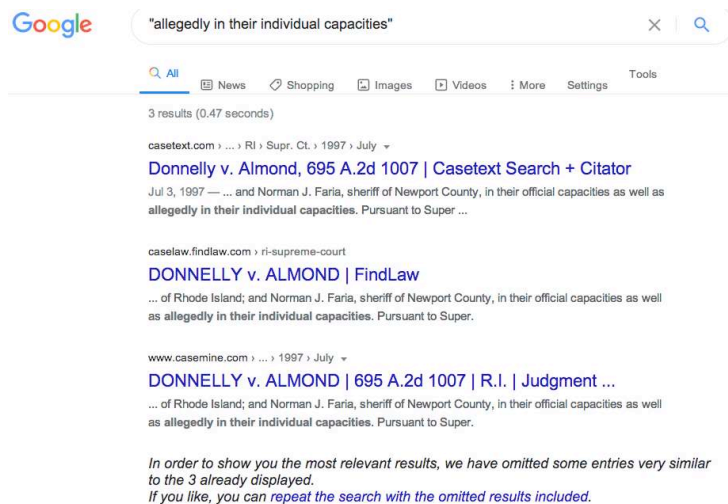 Google
"allegedly in their individual capacities"
All
News
Shopping
Images
Videos
More
Settings
Tools
3 results (0.47 seconds)
casetext.com › ... › RI › Supr. Ct. › 1997 › July
Donnelly v. Almond, 695 A.2d 1007 | Casetext Search + Citator
Jul 3, 1997 — ... and Norman J. Faria, sheriff of Newport County, in their official capacities as well as
allegedly in their individual capacities. Pursuant to Super ...
caselaw.findlaw.com › ri-supreme-court
DONNELLY v. ALMOND | FindLaw
... of Rhode Island; and Norman J. Faria, sheriff of Newport County, in their official capacities as well
as allegedly in their individual capacities. Pursuant to Super.
www.casemine.com › ... › 1997 › July
DONNELLY v. ALMOND | 695 A.2d 1007 | R.I. | Judgment ...
... of Rhode Island; and Norman J. Faria, sheriff of Newport County, in their official capacities as well
as allegedly in their individual capacities. Pursuant to Super.
In order to show you the most relevant results, we have omitted some entries very similar
to the 3 already displayed.
If you like, you can repeat the search with the omitted results included.